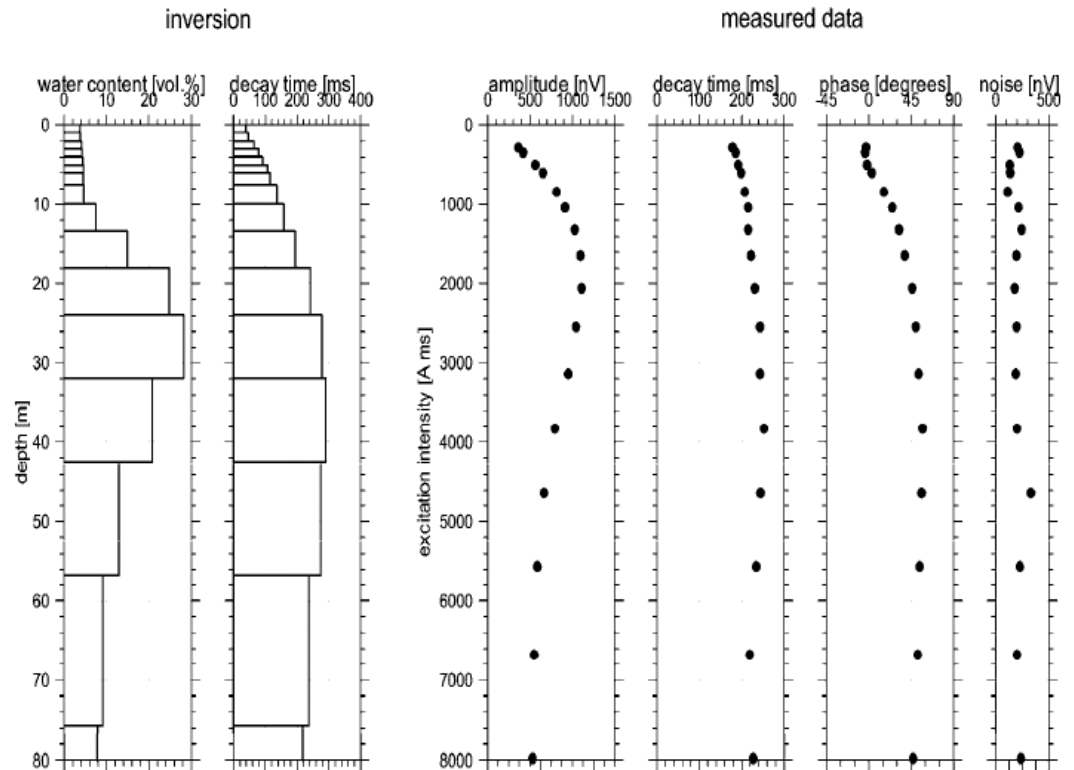 inversion
measured data
water content [vol.%]
0 10 20 30
decay time [ms]
0 100 200 300 400
amplitude [nV]
0 500 1000 1500
decay time [ms]
0 100 200 300
phase [degrees]
-45 0 45 90
noise [nV]
0 500
depth [m]
0
10
20
30
40
50
60
70
80
excitation intensity [A ms]
0
1000
2000
3000
4000
5000
6000
7000
8000